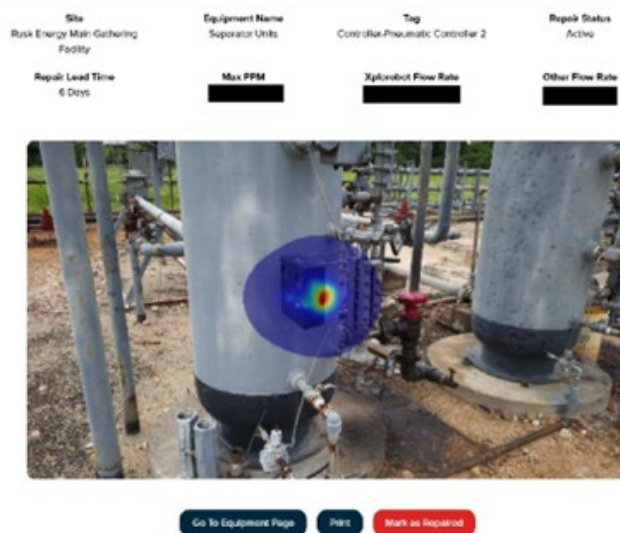 Site
Rusk Energy Main Gathering
Facility
Equipment Name
Separator Units
Tag
Controller-Pneumatic Controller 2
Repair Status
Active
Repair Lead Time
6 Days
Max PPM
Xplorobot Flow Rate
Other Flow Rate
Go To Equipment Page
Print
Mark as Repaired